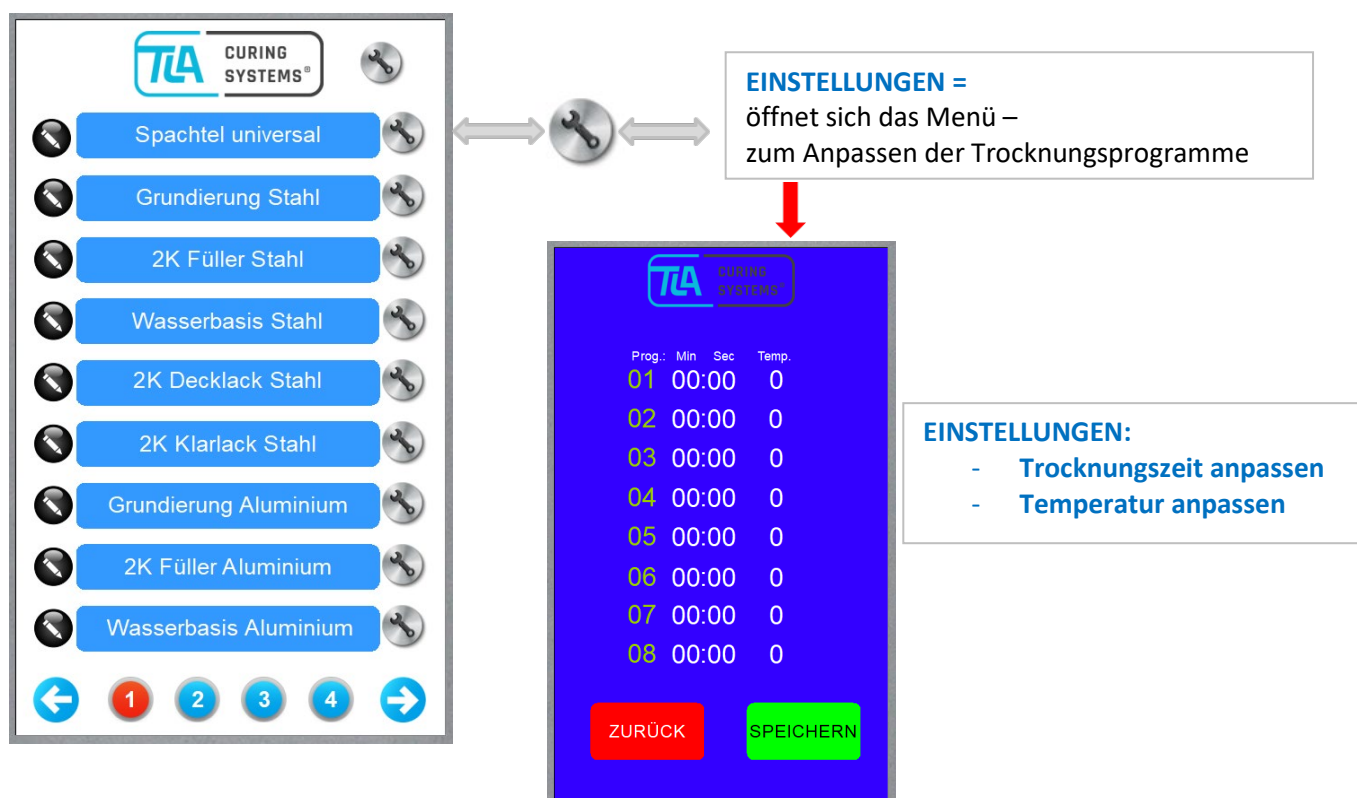 TLA CURING
SYSTEMS®
Spachtel universal
Grundierung Stahl
2K Füller Stahl
Wasserbasis Stahl
2K Decklack Stahl
2K Klarlack Stahl
Grundierung Aluminium
2K Füller Aluminium
Wasserbasis Aluminium
1 2 3 4
EINSTELLUNGEN =
öffnet sich das Menü –
zum Anpassen der Trocknungsprogramme
TLA CURING
SYSTEMS®
Prog.: Min Sec Temp.
01 00:00 0
02 00:00 0
03 00:00 0
04 00:00 0
05 00:00 0
06 00:00 0
07 00:00 0
08 00:00 0
ZURÜCK SPEICHERN
EINSTELLUNGEN:
- Trocknungszeit anpassen
- Temperatur anpassen